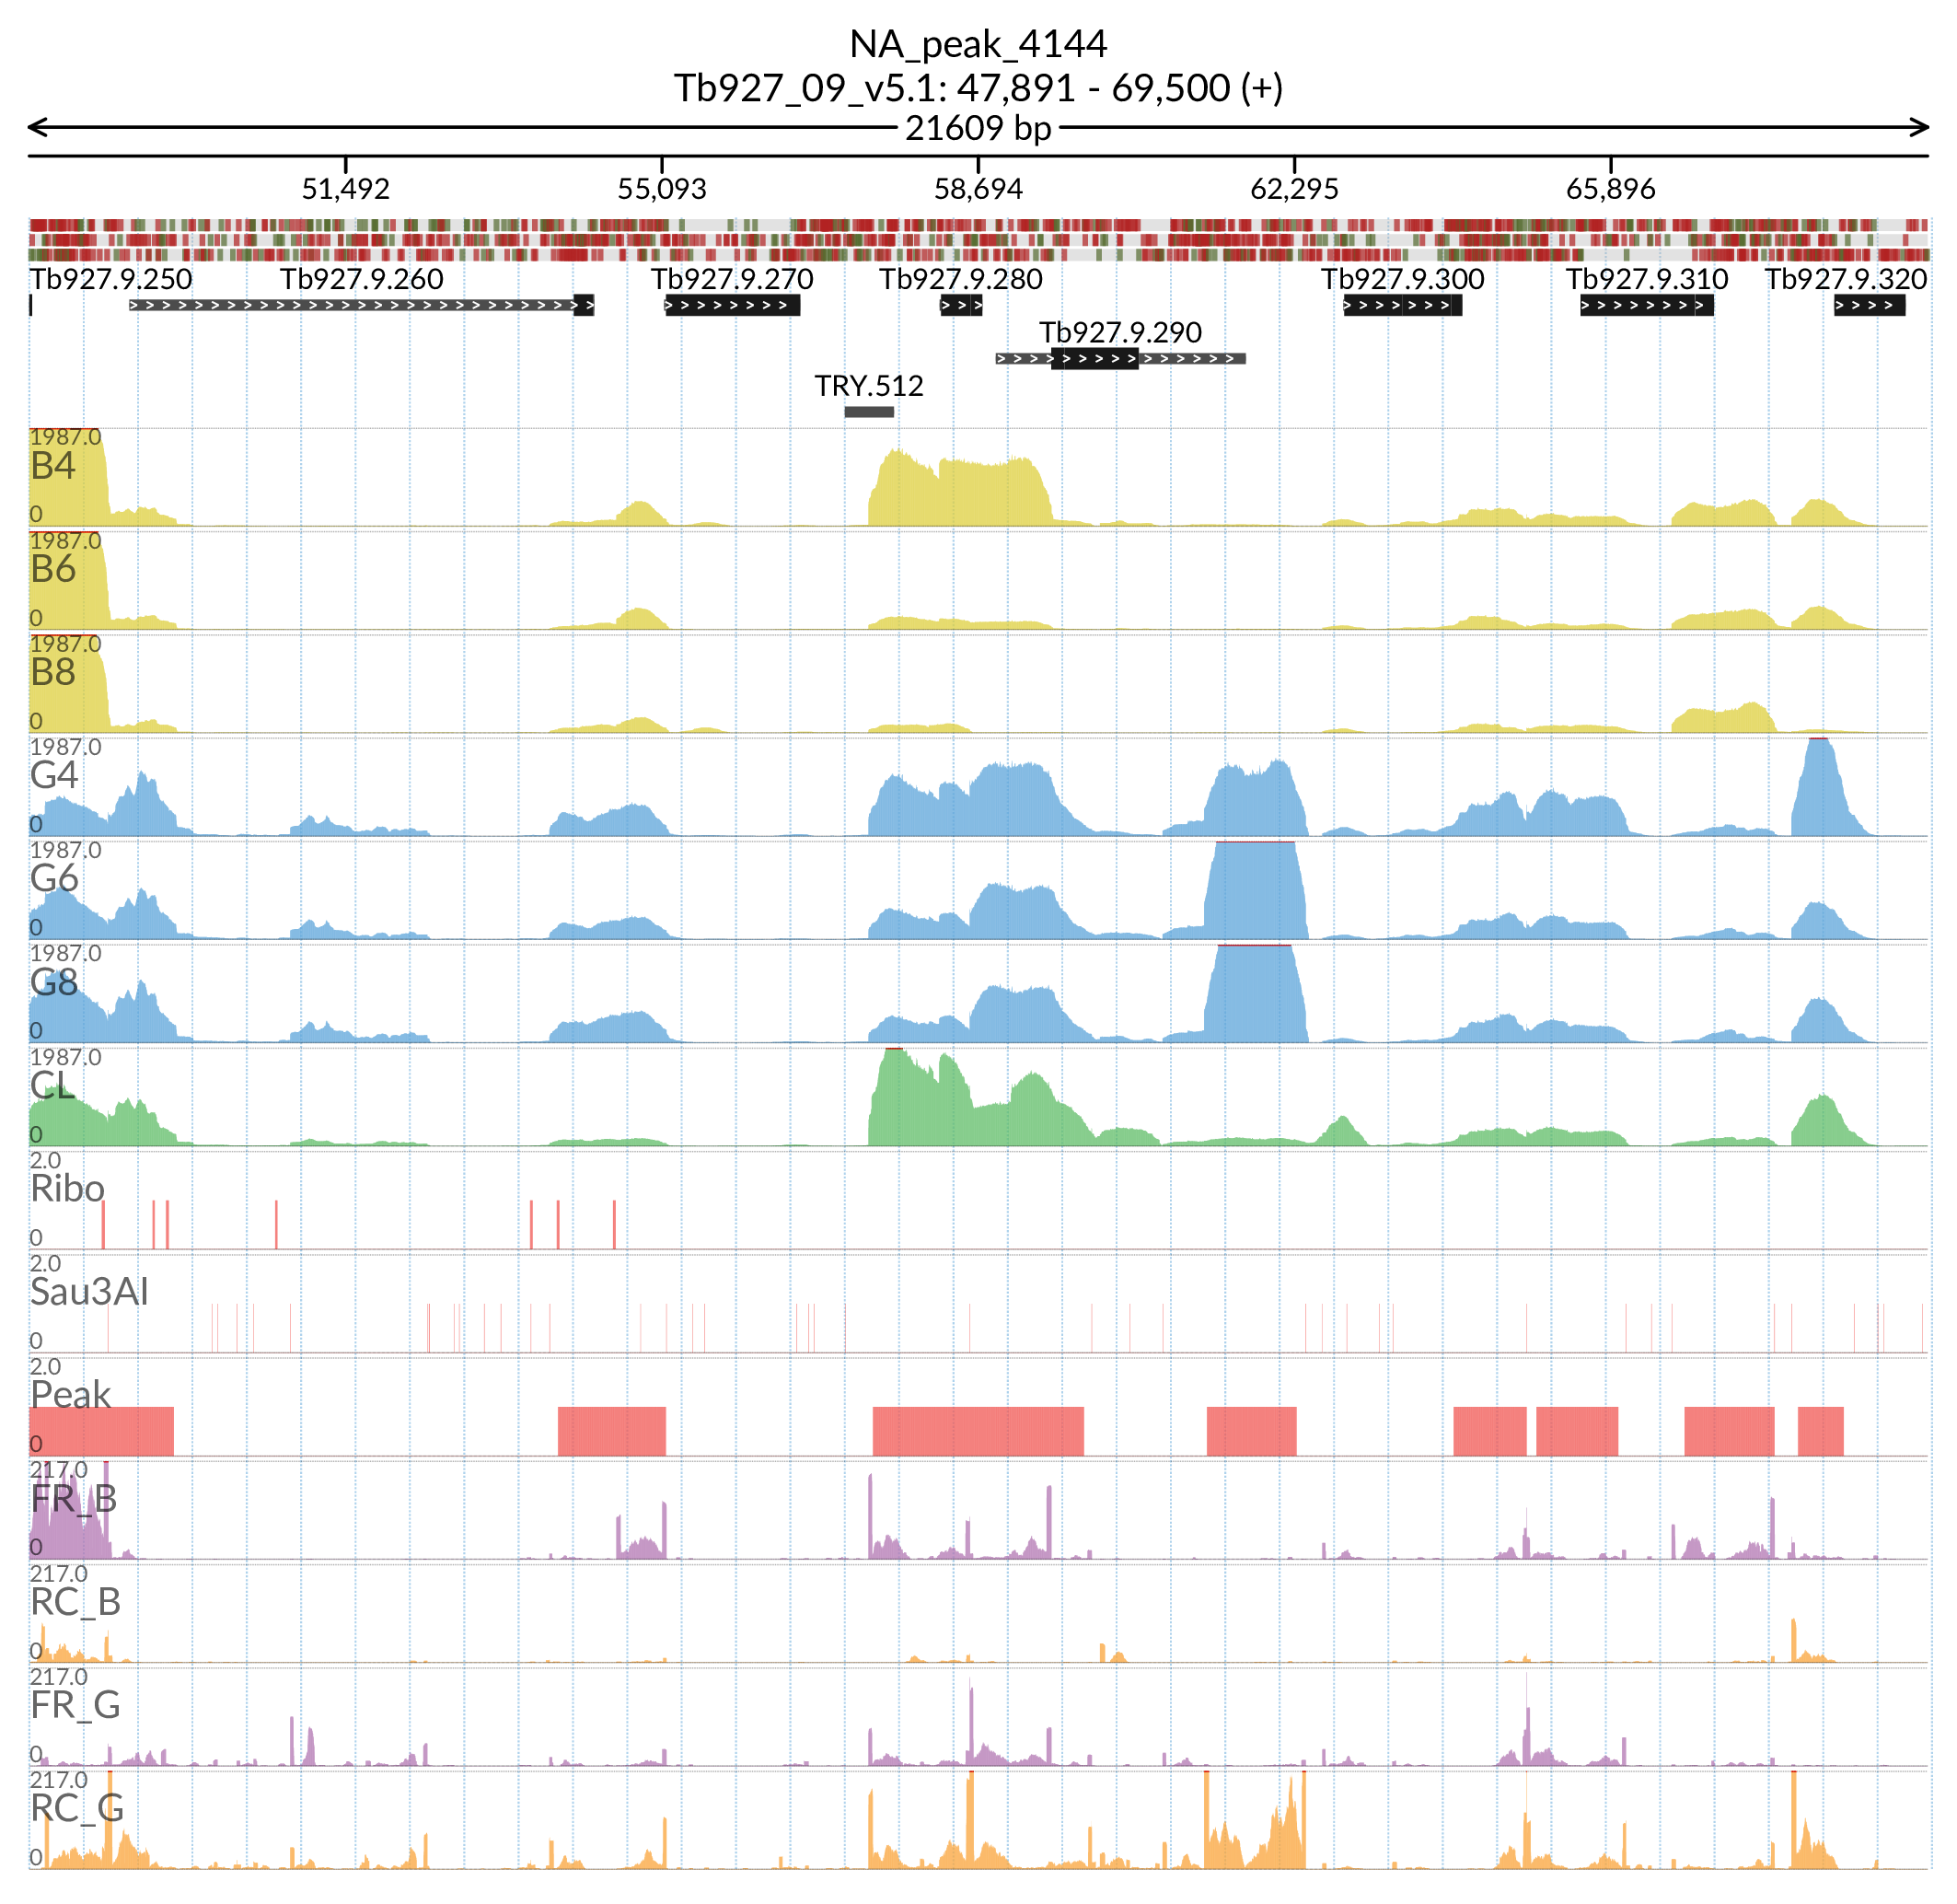 NA_peak_4144
Tb927_09_v5.1: 47,891 - 69,500 (+)
21609 bp
51,492 55,093 58,694 62,295 65,896
Tb927.9.250 Tb927.9.260 Tb927.9.270 Tb927.9.280 Tb927.9.300 Tb927.9.310 Tb927.9.320
Tb927.9.290
TRY.512
1987.0
B4
0
1987.0
B6
0
1987.0
B8
0
1987.0
G4
0
1987.0
G6
0
1987.0
G8
0
1987.0
CL
0
2.0
Ribo
0
2.0
Sau3AI
0
2.0
Peak
0
217.0
FR_B
0
217.0
RC_B
0
217.0
FR_G
0
217.0
RC_G
0